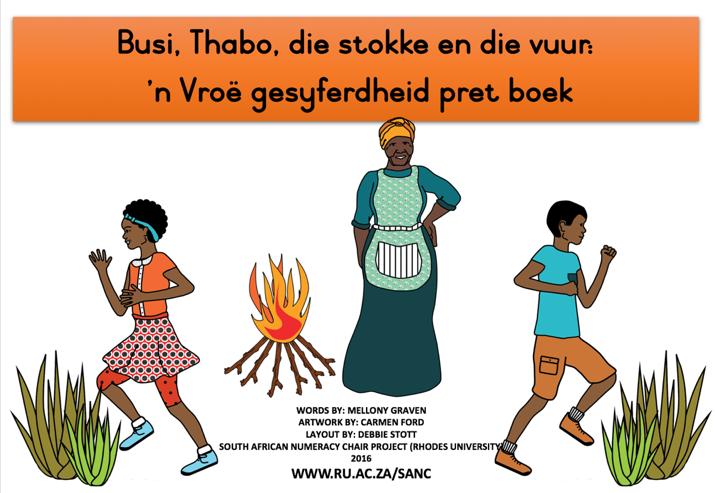 Busi, Thabo, die stokke en die vuur:
'n Vroë gesyferdheid pret boek
WORDS BY: MELLONY GRAVEN
ARTWORK BY: CARMEN FORD
LAYOUT BY: DEBBIE STOTT
SOUTH AFRICAN NUMERACY CHAIR PROJECT (RHODES UNIVERSITY)
2016
WWW.RU.AC.ZA/SANC